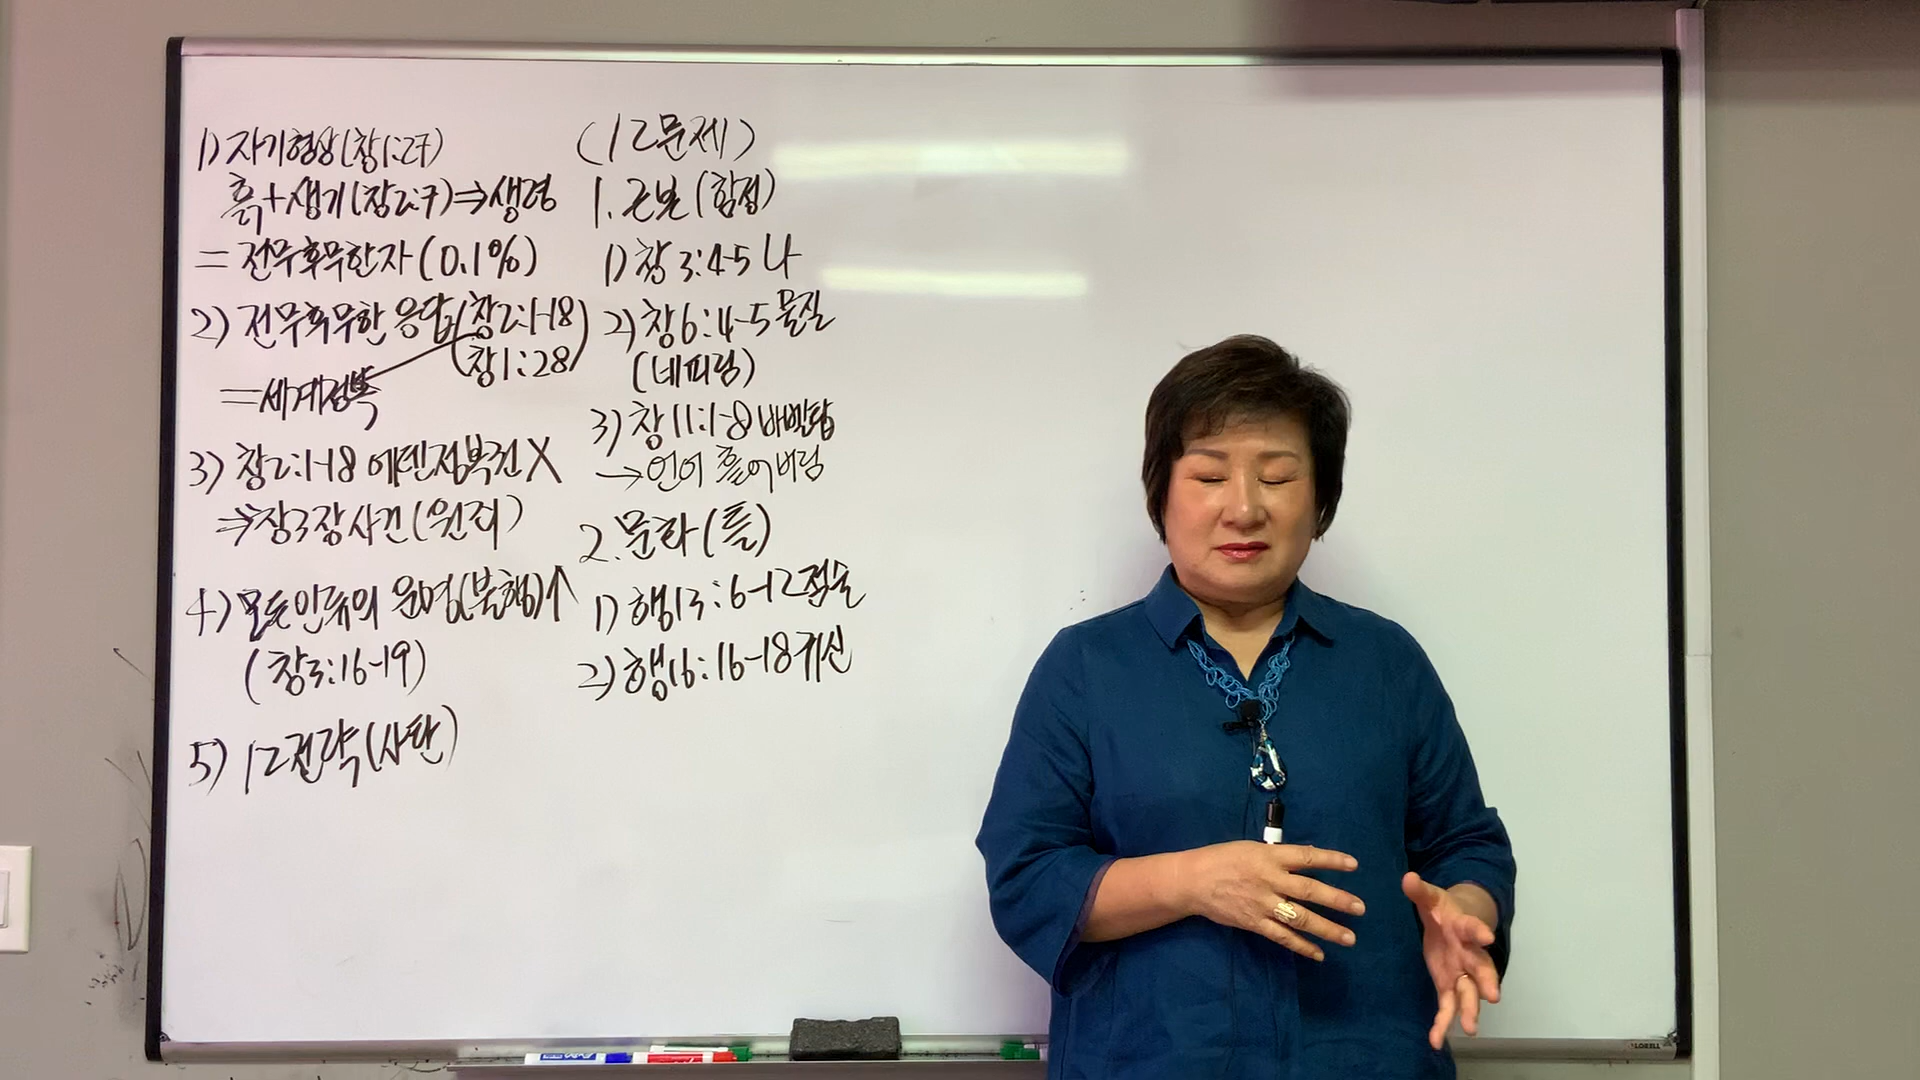 1) 자기형상(창1:27)
흙+생기(창2:7)⇒생령
=전무후무한자(0.1%)
2) 전무후무한 응답(창2:1-18)
(창1:28)
=세계정복
3) 창2:1-18 에덴정복권 X
⇒창3장사건(원죄)
4) 모든인류의 운명(불행)↑
(창3:16-19)
5) 12전략(사탄)
(12문제)
1. 근본(함정)
1) 창3:4-5 나
2) 창6:4-5 물질
(네피림)
3) 창11:1-8 바벨탑
→언어 흩어버림
2. 문화(틀)
1) 행13:6-12 점술
2) 행16:16-18 귀신
LORELL